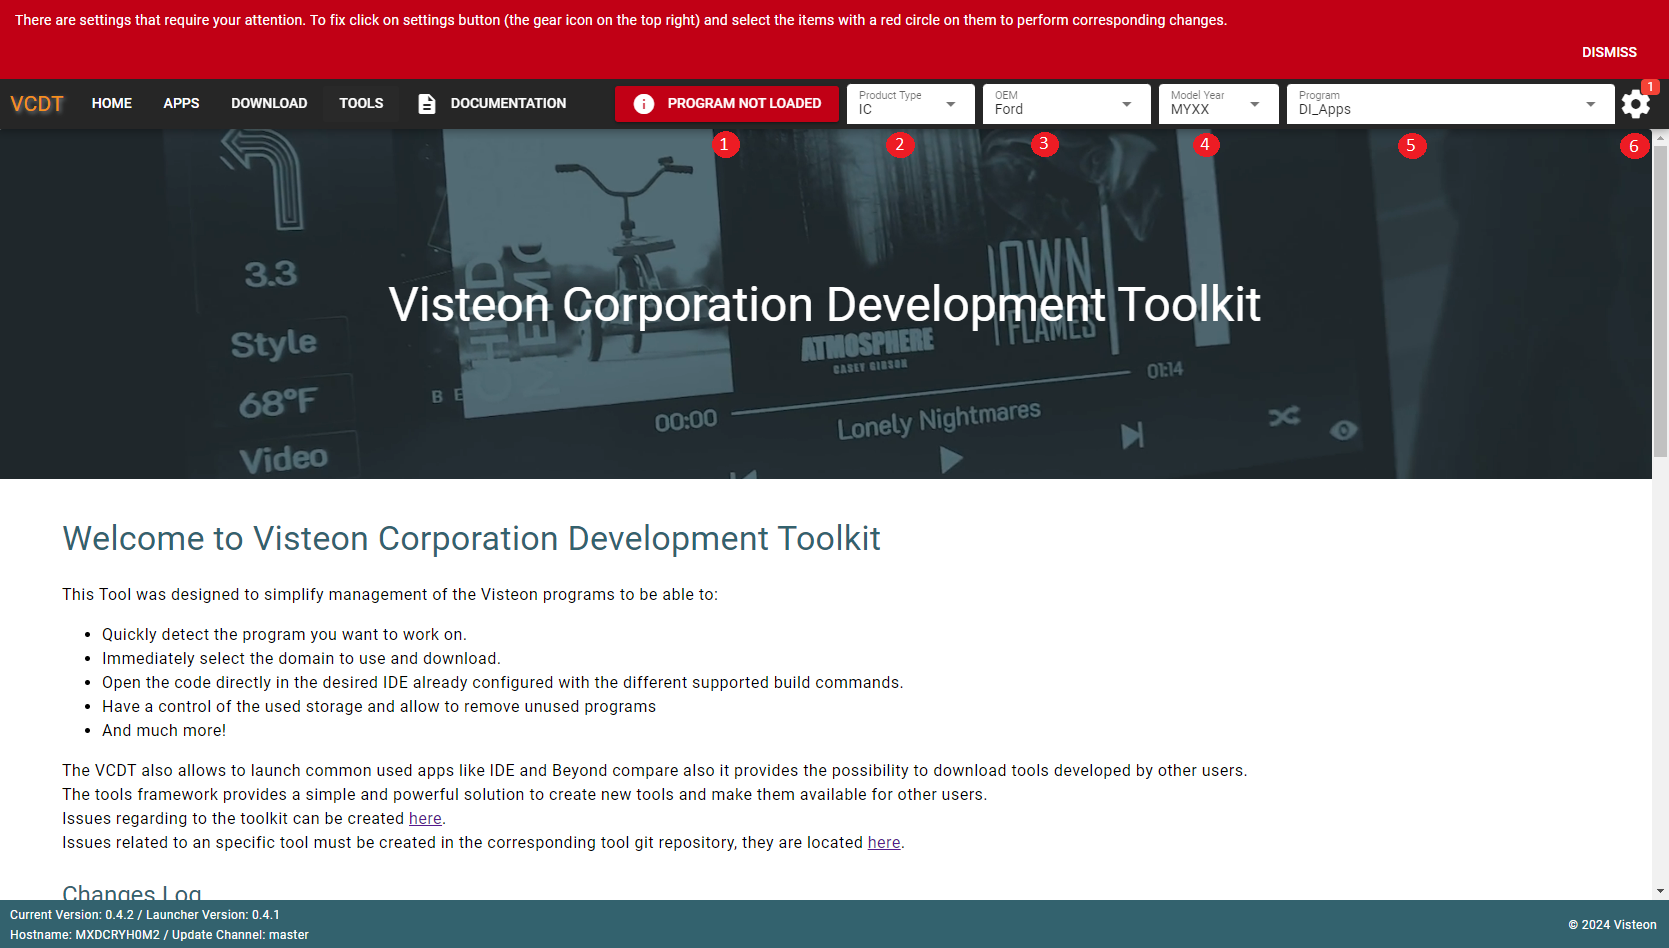 There are settings that require your attention. To fix click on settings button (the gear icon on the top right) and select the items with a red circle on them to perform corresponding changes.
DISMISS
VCDT HOME APPS DOWNLOAD TOOLS DOCUMENTATION
PROGRAM NOT LOADED
Product Type
IC
OEM
Ford
Model Year
MYXX
Program
DI_Apps
1
1 2 3 4 5 6
3.3
Style
68°F
Video
CHILD
MEMO
B E
DOWN
FLAMES
ATMOSPHERE
CASEY GIBSON
00:00
01:14
Lonely Nightmares
Visteon Corporation Development Toolkit
Welcome to Visteon Corporation Development Toolkit
This Tool was designed to simplify management of the Visteon programs to be able to:
• Quickly detect the program you want to work on.
• Immediately select the domain to use and download.
• Open the code directly in the desired IDE already configured with the different supported build commands.
• Have a control of the used storage and allow to remove unused programs
• And much more!
The VCDT also allows to launch common used apps like IDE and Beyond compare also it provides the possibility to download tools developed by other users.
The tools framework provides a simple and powerful solution to create new tools and make them available for other users.
Issues regarding to the toolkit can be created here.
Issues related to an specific tool must be created in the corresponding tool git repository, they are located here.
Changes Log
Current Version: 0.4.2 / Launcher Version: 0.4.1
Hostname: MXDCRYH0M2 / Update Channel: master
© 2024 Visteon